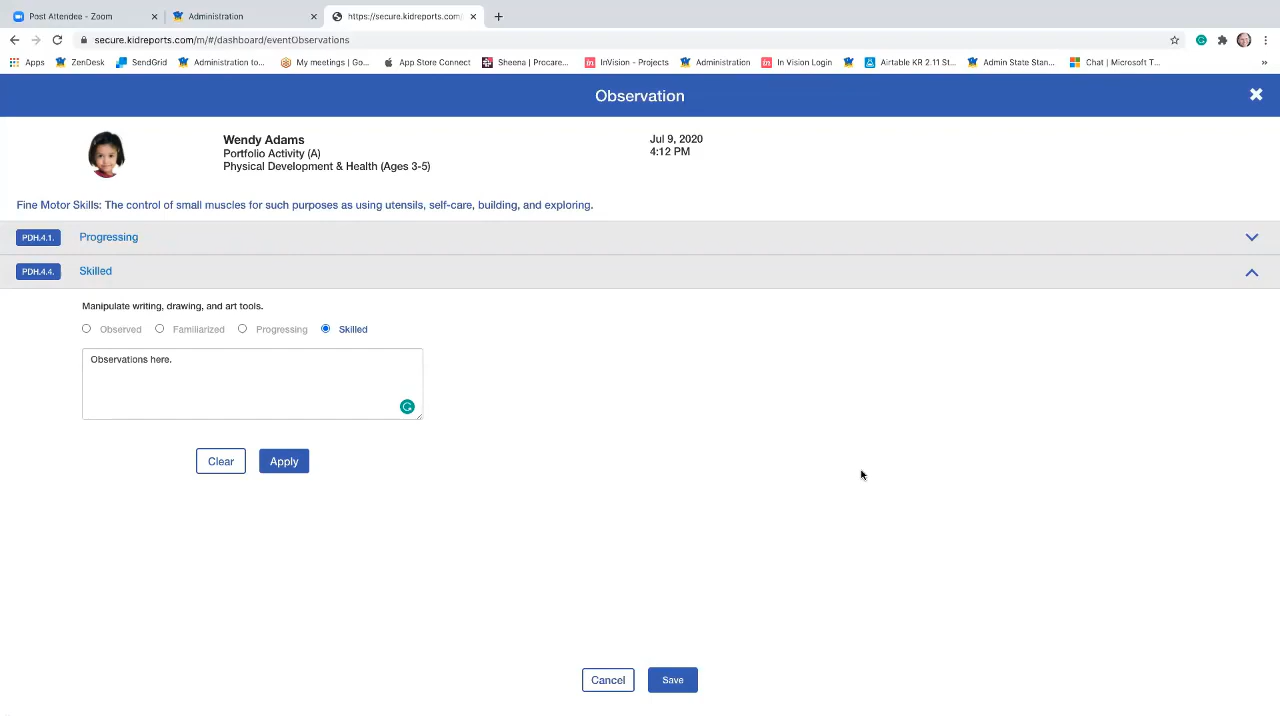 Post Attendee - Zoom
Administration
https://secure.kidreports.com/
secure.kidreports.com/m/#/dashboard/eventObservations
Apps
ZenDesk
SendGrid
Administration to...
My meetings | Go...
App Store Connect
Sheena | Procare...
InVision - Projects
Administration
In Vision Login
Airtable KR 2.11 St...
Admin State Stan...
Chat | Microsoft T...
»
Observation
Wendy Adams
Portfolio Activity (A)
Physical Development & Health (Ages 3-5)
Jul 9, 2020
4:12 PM
Fine Motor Skills: The control of small muscles for such purposes as using utensils, self-care, building, and exploring.
PDH.4.1. Progressing
PDH.4.4. Skilled
Manipulate writing, drawing, and art tools.
Observed Familiarized Progressing Skilled
Observations here.
Clear Apply
Cancel Save